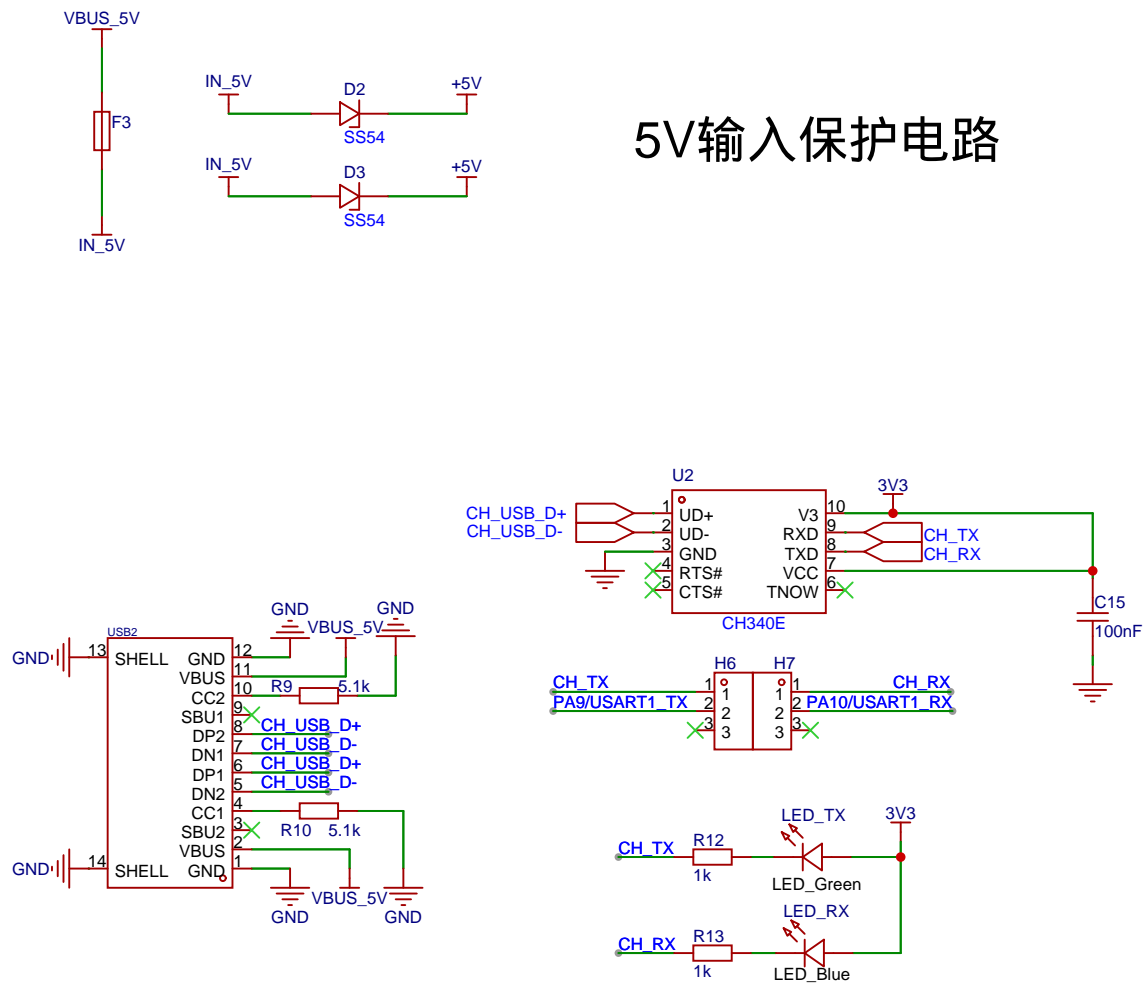 VBUS_5V
F3
IN_5V
IN_5V
D2
+5V
SS54
IN_5V
D3
+5V
SS54
5V输入保护电路
U2
CH_USB_D+
CH_USB_D-
1 UD+
2 UD-
3 GND
4 RTS#
5 CTS#
V3 10
RXD 9
TXD 8
VCC 7
TNOW 6
CH340E
3V3
CH_TX
CH_RX
C15
100nF
USB2
GND 13 SHELL
GND 14 SHELL
GND 12
VBUS 11
CC2 10
SBU1 9
DP2 8
DN1 7
DP1 6
DN2 5
CC1 4
SBU2 3
VBUS 2
GND 1
GND
VBUS_5V
GND
R9 5.1k
CH_USB_D+
CH_USB_D-
CH_USB_D+
CH_USB_D-
R10 5.1k
GND
VBUS_5V
GND
H6 H7
CH_TX 1 1 1 1 CH_RX
PA9/USART1_TX 2 2 2 2 PA10/USART1_RX
3 3 3 3
LED_TX
3V3
CH_TX
R12
1k
LED_Green
LED_RX
CH_RX
R13
1k
LED_Blue